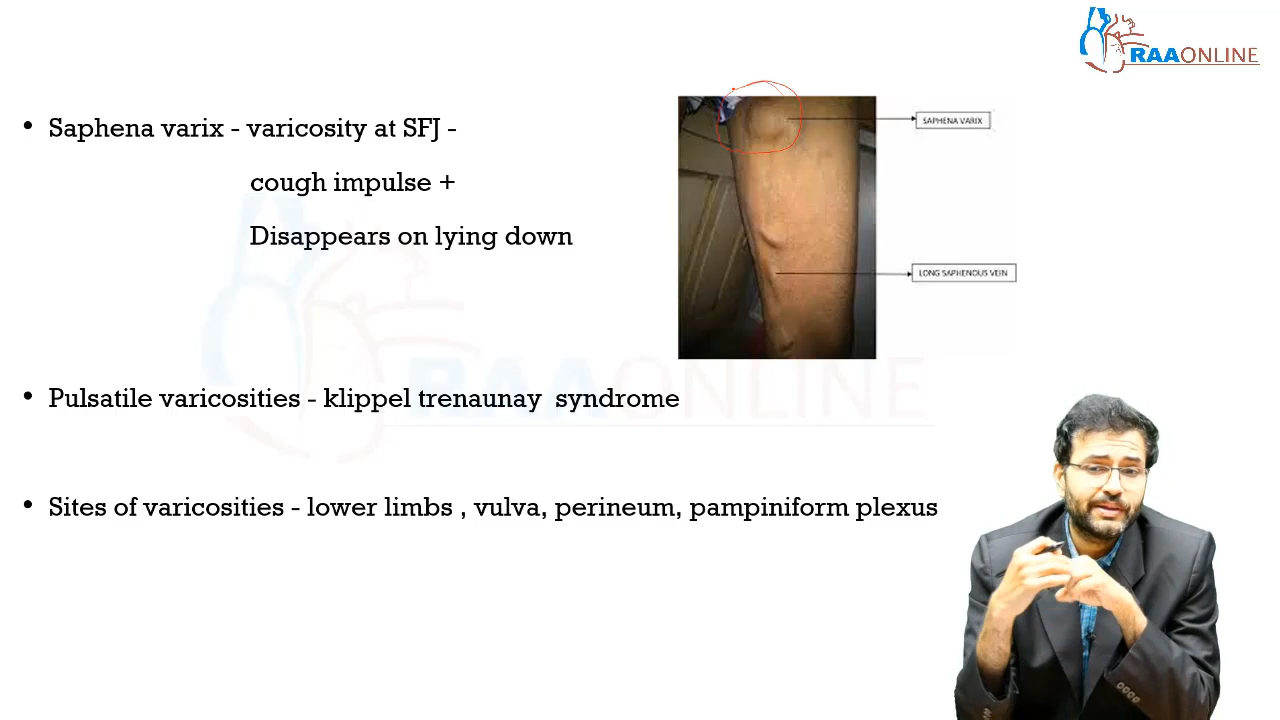 RAAONLINE
• Saphena varix - varicosity at SFJ -
cough impulse +
Disappears on lying down
SAPHENA VARIX
LONG SAPHENOUS VEIN
RAAONLINE
• Pulsatile varicosities - klippel trenaunay syndrome
• Sites of varicosities - lower limbs , vulva, perineum, pampiniform plexus